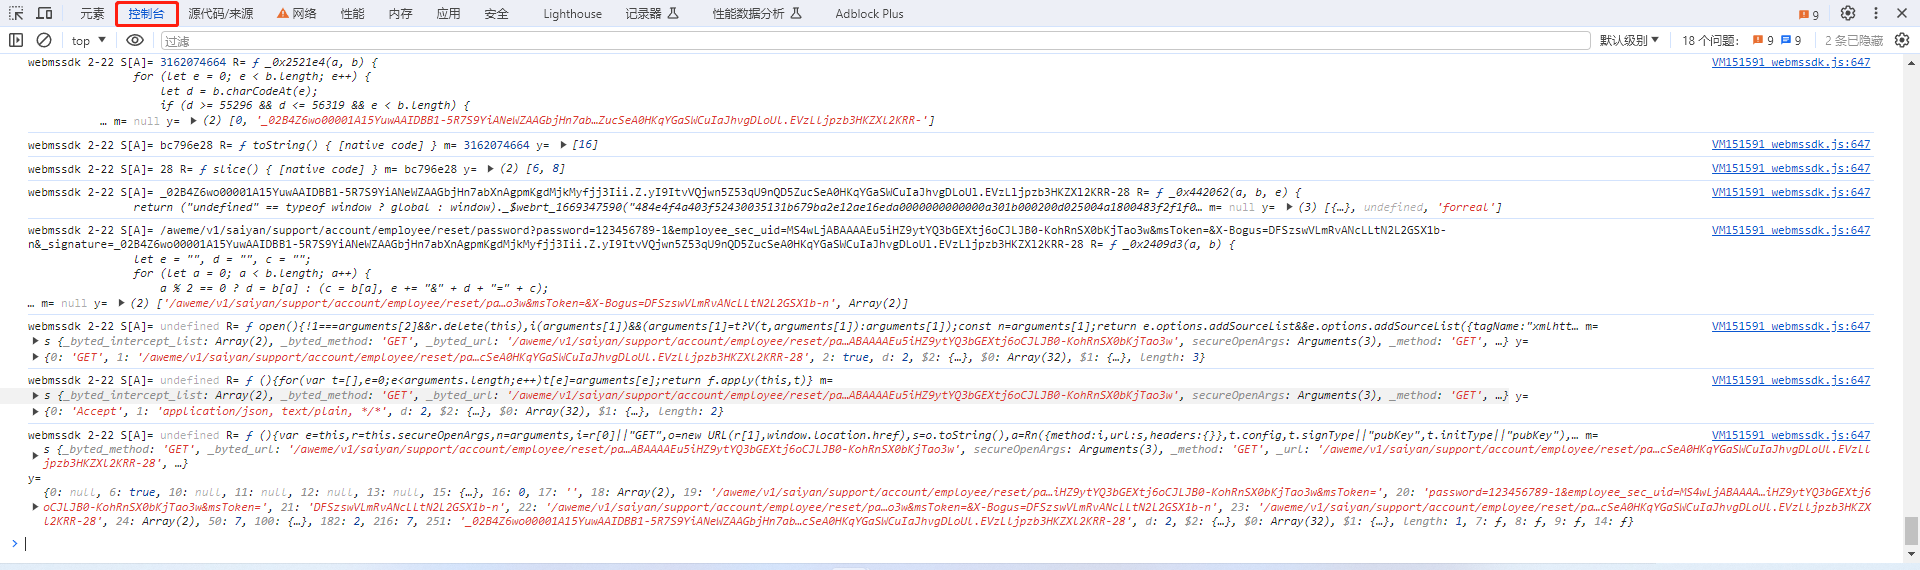 元素 控制台 源代码/来源 网络 性能 内存 应用 安全 Lighthouse 记录器 性能数据分析 Adblock Plus 9
top 过滤 默认级别 18 个问题: 9 9 2 条已隐藏
webmssdk 2-22 S[A]= 3162074664 R= ƒ _0x2521e4(a, b) { VM151591 webmssdk.js:647
for (let e = 0; e < b.length; e++) {
let d = b.charCodeAt(e);
if (d >= 55296 && d <= 56319 && e < b.length) {
… m= null y= ▶ (2) [0, '_02B4Z6wo00001A15YuwAAIDBB1-5R7S9YiANeWZAAGbjHn7ab…ZucSeA0HKqYGaSWCuIaJhvgDLoUl.EVzLljpzb3HKZXl2KRR-']
webmssdk 2-22 S[A]= bc796e28 R= ƒ toString() { [native code] } m= 3162074664 y= ▶ [16] VM151591 webmssdk.js:647
webmssdk 2-22 S[A]= 28 R= ƒ slice() { [native code] } m= bc796e28 y= ▶ (2) [6, 8] VM151591 webmssdk.js:647
webmssdk 2-22 S[A]= _02B4Z6wo00001A15YuwAAIDBB1-5R7S9YiANeWZAAGbjHn7abXnAgpmKgdMjkMyfjj3Iii.Z.yI9ItvVQjwn5Z53qU9nQD5ZucSeA0HKqYGaSWCuIaJhvgDLoUl.EVzLljpzb3HKZXl2KRR-28 R= ƒ _0x442062(a, b, e) { VM151591 webmssdk.js:647
return ("undefined" == typeof window ? global : window)._$webrt_1669347590("484e4f4a403f52430035131b679ba2e12ae16eda0000000000000a301b000200d025004a1800483f2f1f0… m= null y= ▶ (3) [{…}, undefined, 'forreal']
webmssdk 2-22 S[A]= /aweme/v1/saiyan/support/account/employee/reset/password?password=123456789-1&employee_sec_uid=MS4wLjABAAAAEu5iHZ9ytYQ3bGEXtj6oCJLJB0-KohRnSX0bKjTao3w&msToken=&X-Bogus=DFSzswVLmRvANcLLtN2L2GSX1b- VM151591 webmssdk.js:647
n&_signature=_02B4Z6wo00001A15YuwAAIDBB1-5R7S9YiANeWZAAGbjHn7abXnAgpmKgdMjkMyfjj3Iii.Z.yI9ItvVQjwn5Z53qU9nQD5ZucSeA0HKqYGaSWCuIaJhvgDLoUl.EVzLljpzb3HKZXl2KRR-28 R= ƒ _0x2409d3(a, b) {
let e = "", d = "", c = "";
for (let a = 0; a < b.length; a++) {
a % 2 == 0 ? d = b[a] : (c = b[a], e += "&" + d + "=" + c);
… m= null y= ▶ (2) ['/aweme/v1/saiyan/support/account/employee/reset/pa…o3w&msToken=&X-Bogus=DFSzswVLmRvANcLLtN2L2GSX1b-n', Array(2)]
webmssdk 2-22 S[A]= undefined R= ƒ open(){!1===arguments[2]&&r.delete(this),i(arguments[1])&&(arguments[1]=t?V(t,arguments[1]):arguments[1]);const n=arguments[1];return e.options.addSourceList&&e.options.addSourceList({tagName:"xmlhtt… m= VM151591 webmssdk.js:647
▶ s {_byted_intercept_list: Array(2), _byted_method: 'GET', _byted_url: '/aweme/v1/saiyan/support/account/employee/reset/pa…ABAAAAEu5iHZ9ytYQ3bGEXtj6oCJLJB0-KohRnSX0bKjTao3w', secureOpenArgs: Arguments(3), _method: 'GET', …} y=
▶ {0: 'GET', 1: '/aweme/v1/saiyan/support/account/employee/reset/pa…cSeA0HKqYGaSWCuIaJhvgDLoUl.EVzLljpzb3HKZXl2KRR-28', 2: true, d: 2, $2: {…}, $0: Array(32), $1: {…}, length: 3}
webmssdk 2-22 S[A]= undefined R= ƒ (){for(var t=[],e=0;e<arguments.length;e++)t[e]=arguments[e];return f.apply(this,t)} m= VM151591 webmssdk.js:647
▶ s {_byted_intercept_list: Array(2), _byted_method: 'GET', _byted_url: '/aweme/v1/saiyan/support/account/employee/reset/pa…ABAAAAEu5iHZ9ytYQ3bGEXtj6oCJLJB0-KohRnSX0bKjTao3w', secureOpenArgs: Arguments(3), _method: 'GET', …} y=
▶ {0: 'Accept', 1: 'application/json, text/plain, */*', d: 2, $2: {…}, $0: Array(32), $1: {…}, length: 2}
webmssdk 2-22 S[A]= undefined R= ƒ (){var e=this,r=this.secureOpenArgs,n=arguments,i=r[0]||"GET",o=new URL(r[1],window.location.href),s=o.toString(),a=Rn({method:i,url:s,headers:{}},t.config,t.signType||"pubKey",t.initType||"pubKey"),… m= VM151591 webmssdk.js:647
▶ s {_byted_method: 'GET', _byted_url: '/aweme/v1/saiyan/support/account/employee/reset/pa…ABAAAAEu5iHZ9ytYQ3bGEXtj6oCJLJB0-KohRnSX0bKjTao3w', secureOpenArgs: Arguments(3), _method: 'GET', _url: '/aweme/v1/saiyan/support/account/employee/reset/pa…cSeA0HKqYGaSWCuIaJhvgDLoUl.EVzLl
jpzb3HKZXl2KRR-28', …}
y=
{0: null, 6: true, 10: null, 11: null, 12: null, 13: null, 15: {…}, 16: 0, 17: '', 18: Array(2), 19: '/aweme/v1/saiyan/support/account/employee/reset/pa…iHZ9ytYQ3bGEXtj6oCJLJB0-KohRnSX0bKjTao3w&msToken=', 20: 'password=123456789-1&employee_sec_uid=MS4wLjABAAAA…iHZ9ytYQ3bGEXtj6
▶ oCJLJB0-KohRnSX0bKjTao3w&msToken=', 21: 'DFSzswVLmRvANcLLtN2L2GSX1b-n', 22: '/aweme/v1/saiyan/support/account/employee/reset/pa…o3w&msToken=&X-Bogus=DFSzswVLmRvANcLLtN2L2GSX1b-n', 23: '/aweme/v1/saiyan/support/account/employee/reset/pa…cSeA0HKqYGaSWCuIaJhvgDLoUl.EVzLljpzb3HKZX
l2KRR-28', 24: Array(2), 50: 7, 100: {…}, 182: 2, 216: 7, 251: '_02B4Z6wo00001A15YuwAAIDBB1-5R7S9YiANeWZAAGbjHn7ab…cSeA0HKqYGaSWCuIaJhvgDLoUl.EVzLljpzb3HKZXl2KRR-28', d: 2, $2: {…}, $0: Array(32), $1: {…}, length: 1, 7: ƒ, 8: ƒ, 9: ƒ, 14: ƒ}